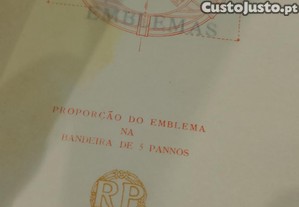 CustoJusto.pt
EMBLEMAS
PROPORÇÃO DO EMBLEMA
NA
BANDEIRA DE 5 PANNOS
RP